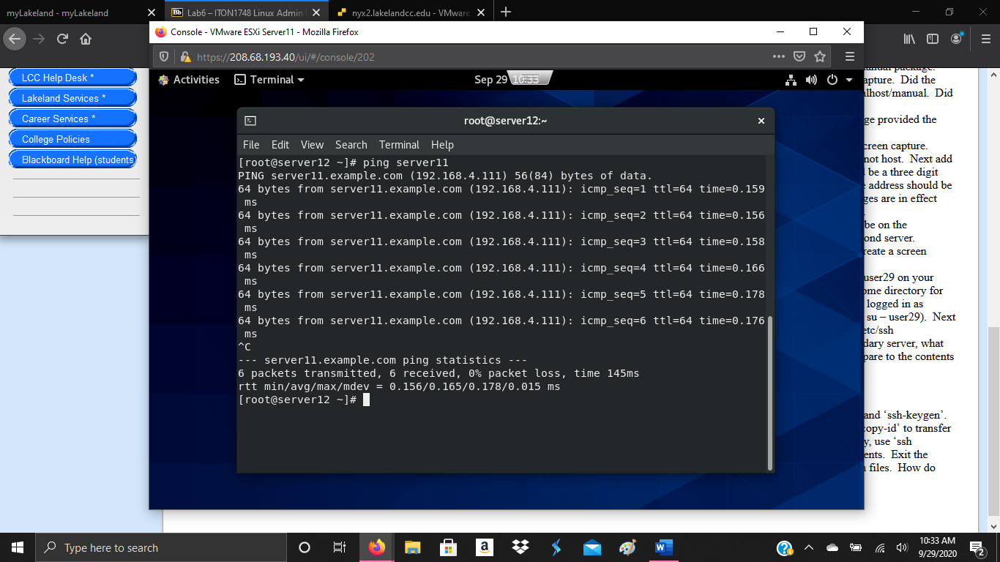 myLakeland - myLakeland
Bb Lab6 – ITON1748 Linux Admin
nyx2.lakelandcc.edu - VMware
Console - VMware ESXi Server11 - Mozilla Firefox
https://208.68.193.40/ui/#/console/202
LCC Help Desk *
Lakeland Services *
Career Services *
College Policies
Blackboard Help (students
Activities
Terminal
Sep 29 10:33
root@server12:~
File Edit View Search Terminal Help
[root@server12 ~]# ping server11
PING server11.example.com (192.168.4.111) 56(84) bytes of data.
64 bytes from server11.example.com (192.168.4.111): icmp_seq=1 ttl=64 time=0.159
ms
64 bytes from server11.example.com (192.168.4.111): icmp_seq=2 ttl=64 time=0.156
ms
64 bytes from server11.example.com (192.168.4.111): icmp_seq=3 ttl=64 time=0.158
ms
64 bytes from server11.example.com (192.168.4.111): icmp_seq=4 ttl=64 time=0.166
ms
64 bytes from server11.example.com (192.168.4.111): icmp_seq=5 ttl=64 time=0.178
ms
64 bytes from server11.example.com (192.168.4.111): icmp_seq=6 ttl=64 time=0.176
ms
^C
--- server11.example.com ping statistics ---
6 packets transmitted, 6 received, 0% packet loss, time 145ms
rtt min/avg/max/mdev = 0.156/0.165/0.178/0.015 ms
[root@server12 ~]#
package.
capture. Did the
lhost/manual. Did
ge provided the
creen capture.
not host. Next add
be a three digit
address should be
ges are in effect
be on the
ond server.
reate a screen
user29 on your
ome directory for
logged in as
su – user29). Next
etc/ssh
dary server, what
pare to the contents
and ‘ssh-keygen’.
copy-id’ to transfer
y, use ‘ssh
ents. Exit the
files. How do
Type here to search
a
W
10:33 AM
9/29/2020
2